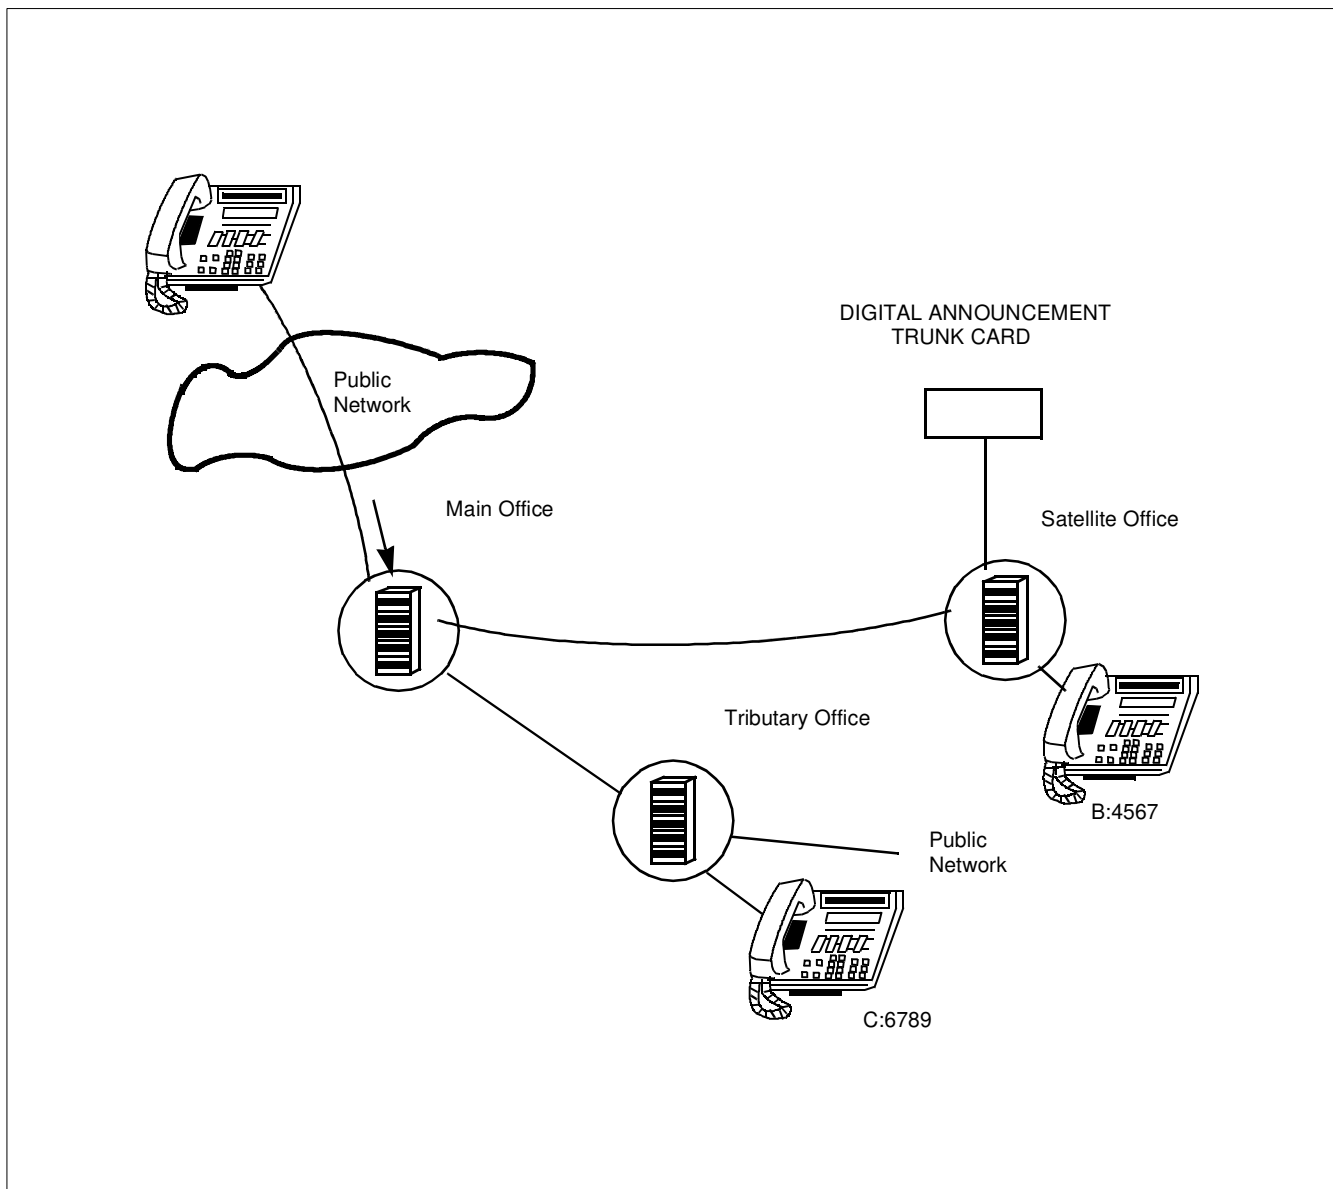 DIGITAL ANNOUNCEMENT
TRUNK CARD
Public
Network
Main Office
Satellite Office
Tributary Office
B:4567
Public
Network
C:6789